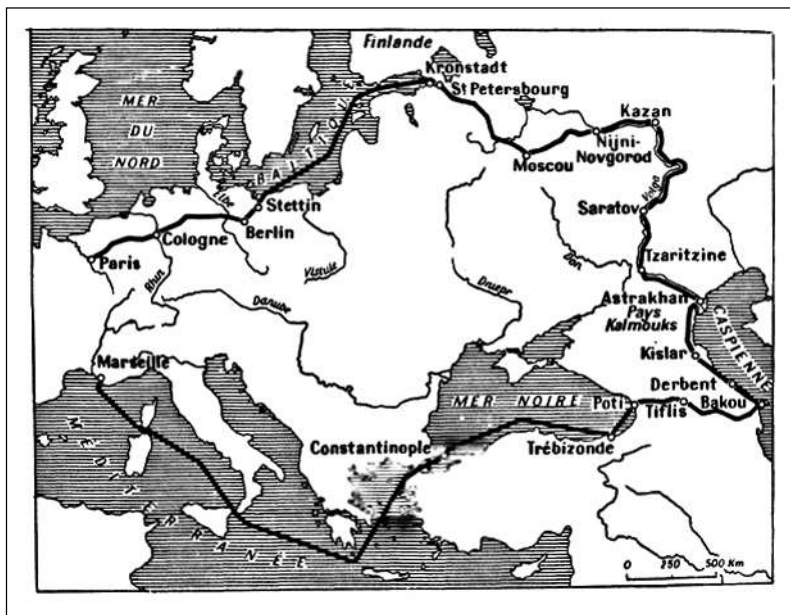 Finlande
Kronstadt
St Petersbourg
MER
DU
NORD
BALTIQUE
Kazan
Nijni-
Novgorod
Moscou
Elbe
Stettin
Berlin
Cologne
Paris
Saratov
Volga
Tzaritzine
Rhin
Vistule
Dnuepr
Don
Danube
Astrakhan
Pays
Kalmouks
CASPIENNE
Kislar
Marseille
Derbent
MER NOIRE
Poti
Tiflis
Bakou
Constantinople
Trébizonde
MÉDITERRANÉE
0 250 500 Km